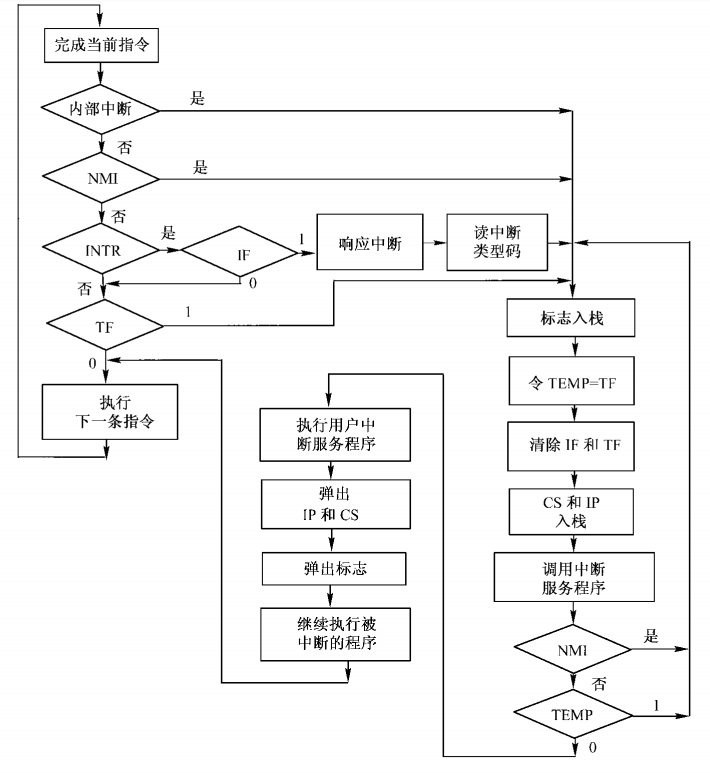 完成当前指令
内部中断
是
否
NMI
是
否
INTR
是
IF
1
响应中断
读中断
类型码
0
否
TF
1
0
执行
下一条指令
标志入栈
令 TEMP=TF
清除 IF 和 TF
CS 和 IP
入栈
调用中断
服务程序
NMI
是
否
TEMP
1
0
执行用户中
断服务程序
弹出
IP 和 CS
弹出标志
继续执行被
中断的程序